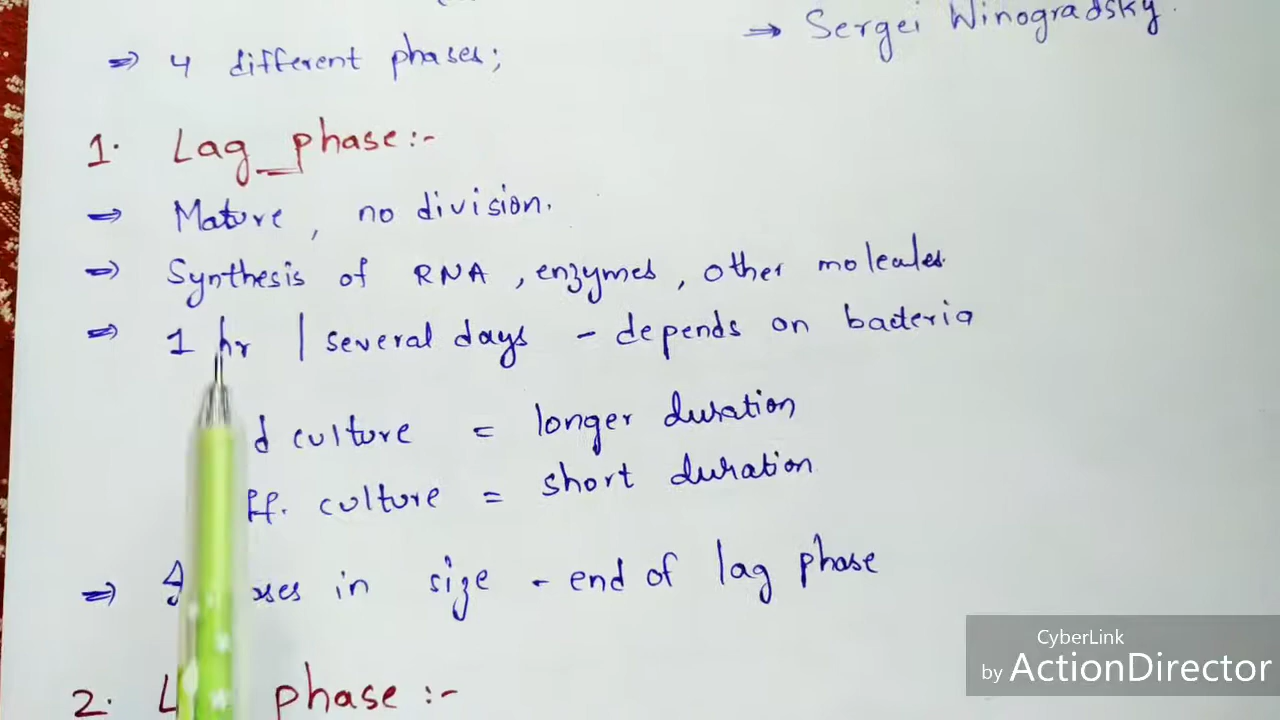 → Sergei Winogradsky.
⇒ 4 different phases;
1. Lag phase:-
⇒ Mature, no division.
⇒ Synthesis of RNA, enzymes, other molecules.
⇒ 1 hr | several days - depends on bacteria
d culture = longer duration
ff. culture = short duration
⇒ in size - end of lag phase
2. L phase :-
CyberLink
by ActionDirector